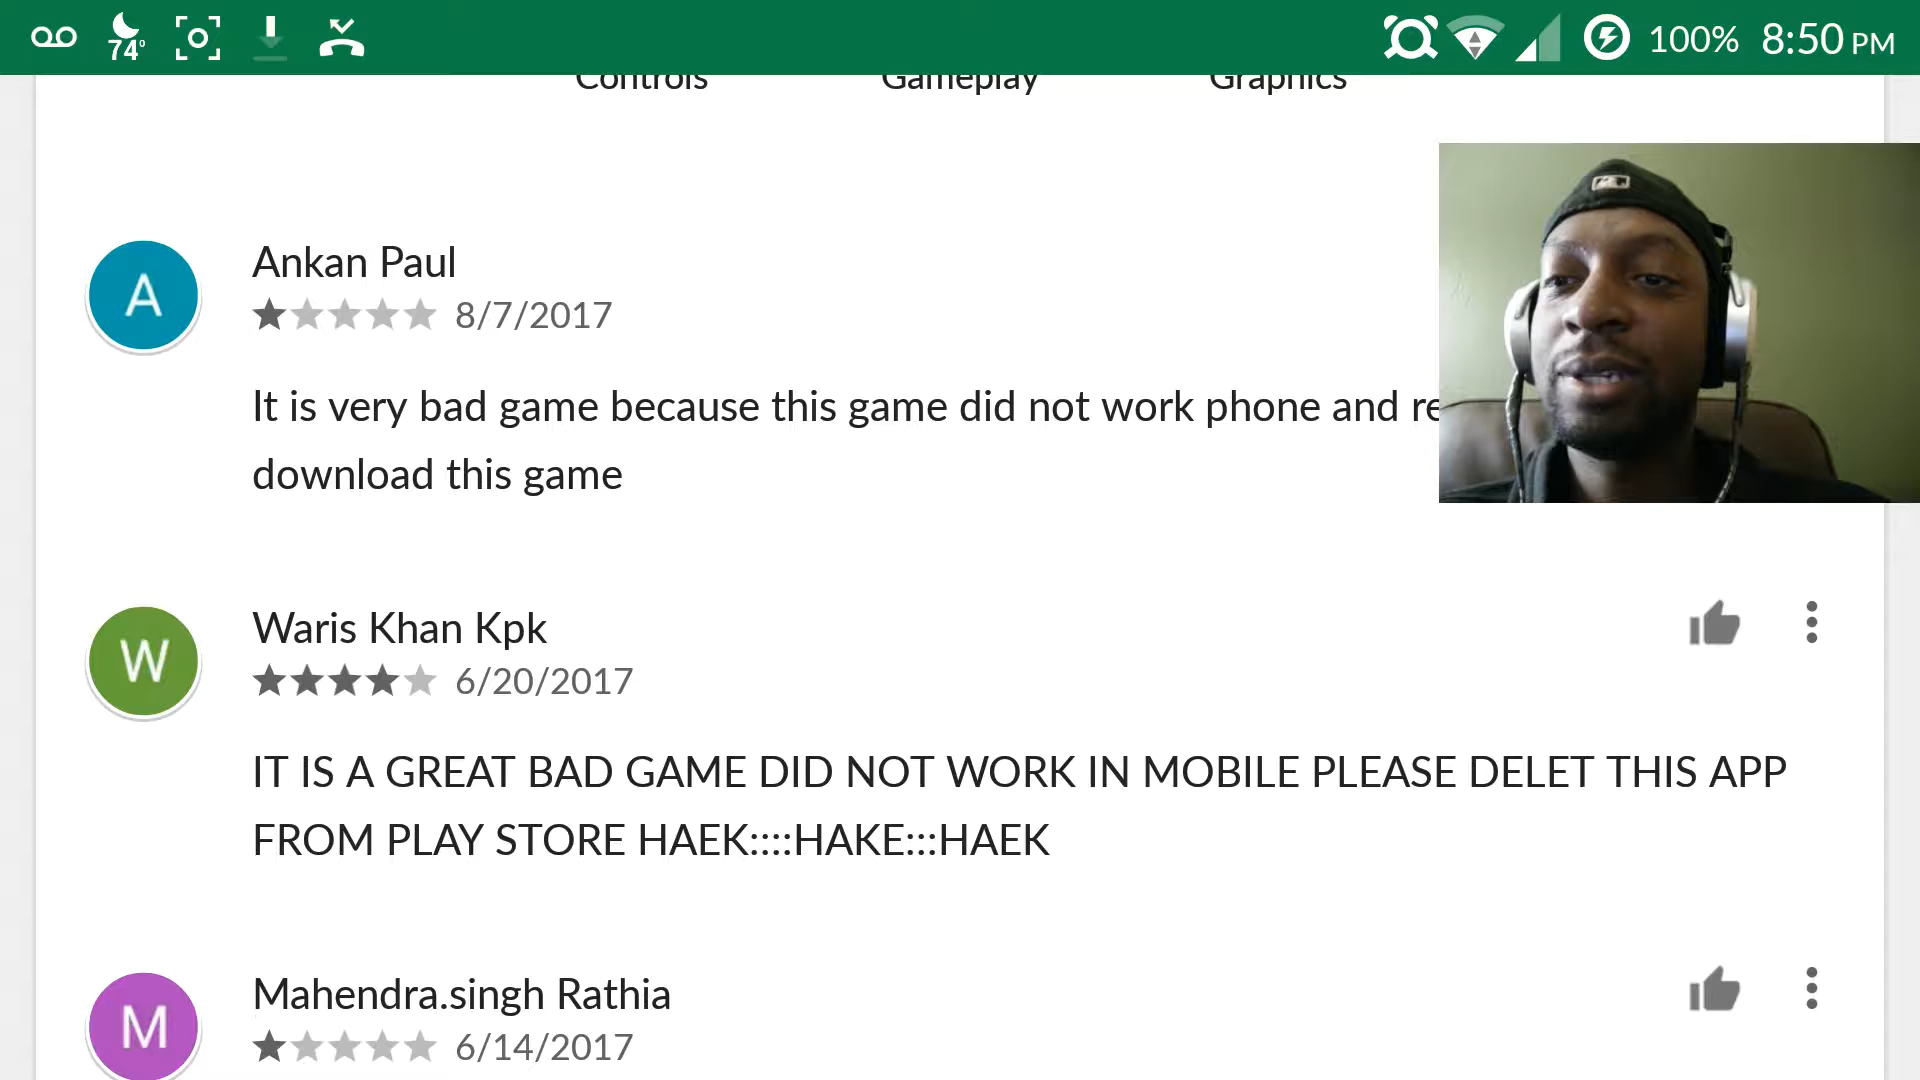 74° 100% 8:50 PM
Controls Gameplay Graphics
A
Ankan Paul
8/7/2017
It is very bad game because this game did not work phone and re
download this game
W
Waris Khan Kpk
6/20/2017
IT IS A GREAT BAD GAME DID NOT WORK IN MOBILE PLEASE DELET THIS APP
FROM PLAY STORE HAEK::::HAKE:::HAEK
M
Mahendra.singh Rathia
6/14/2017